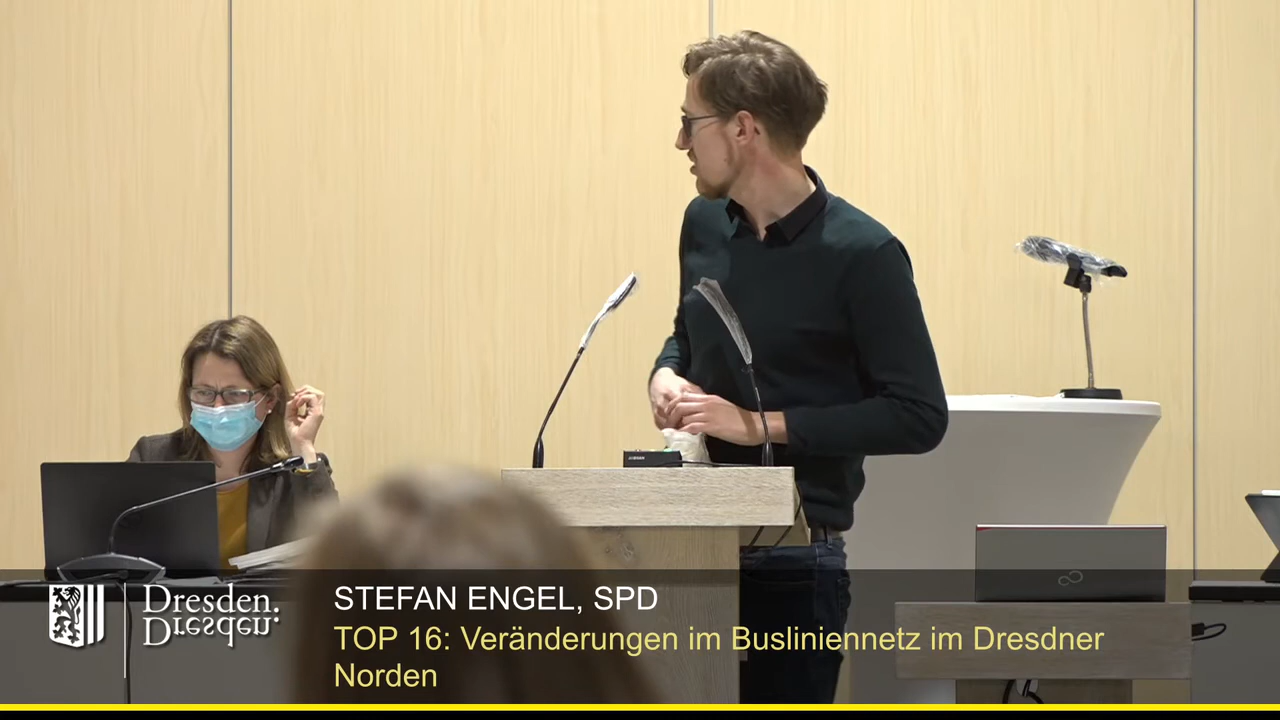 Dresden.
Dresden.
STEFAN ENGEL, SPD
TOP 16: Veränderungen im Busliniennetz im Dresdner
Norden